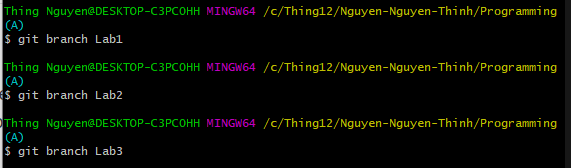 Thing Nguyen@DESKTOP-C3PCOHH MINGW64 /c/Thing12/Nguyen-Nguyen-Thinh/Programming
(A)
$ git branch Lab1
Thing Nguyen@DESKTOP-C3PCOHH MINGW64 /c/Thing12/Nguyen-Nguyen-Thinh/Programming
(A)
$ git branch Lab2
Thing Nguyen@DESKTOP-C3PCOHH MINGW64 /c/Thing12/Nguyen-Nguyen-Thinh/Programming
(A)
$ git branch Lab3